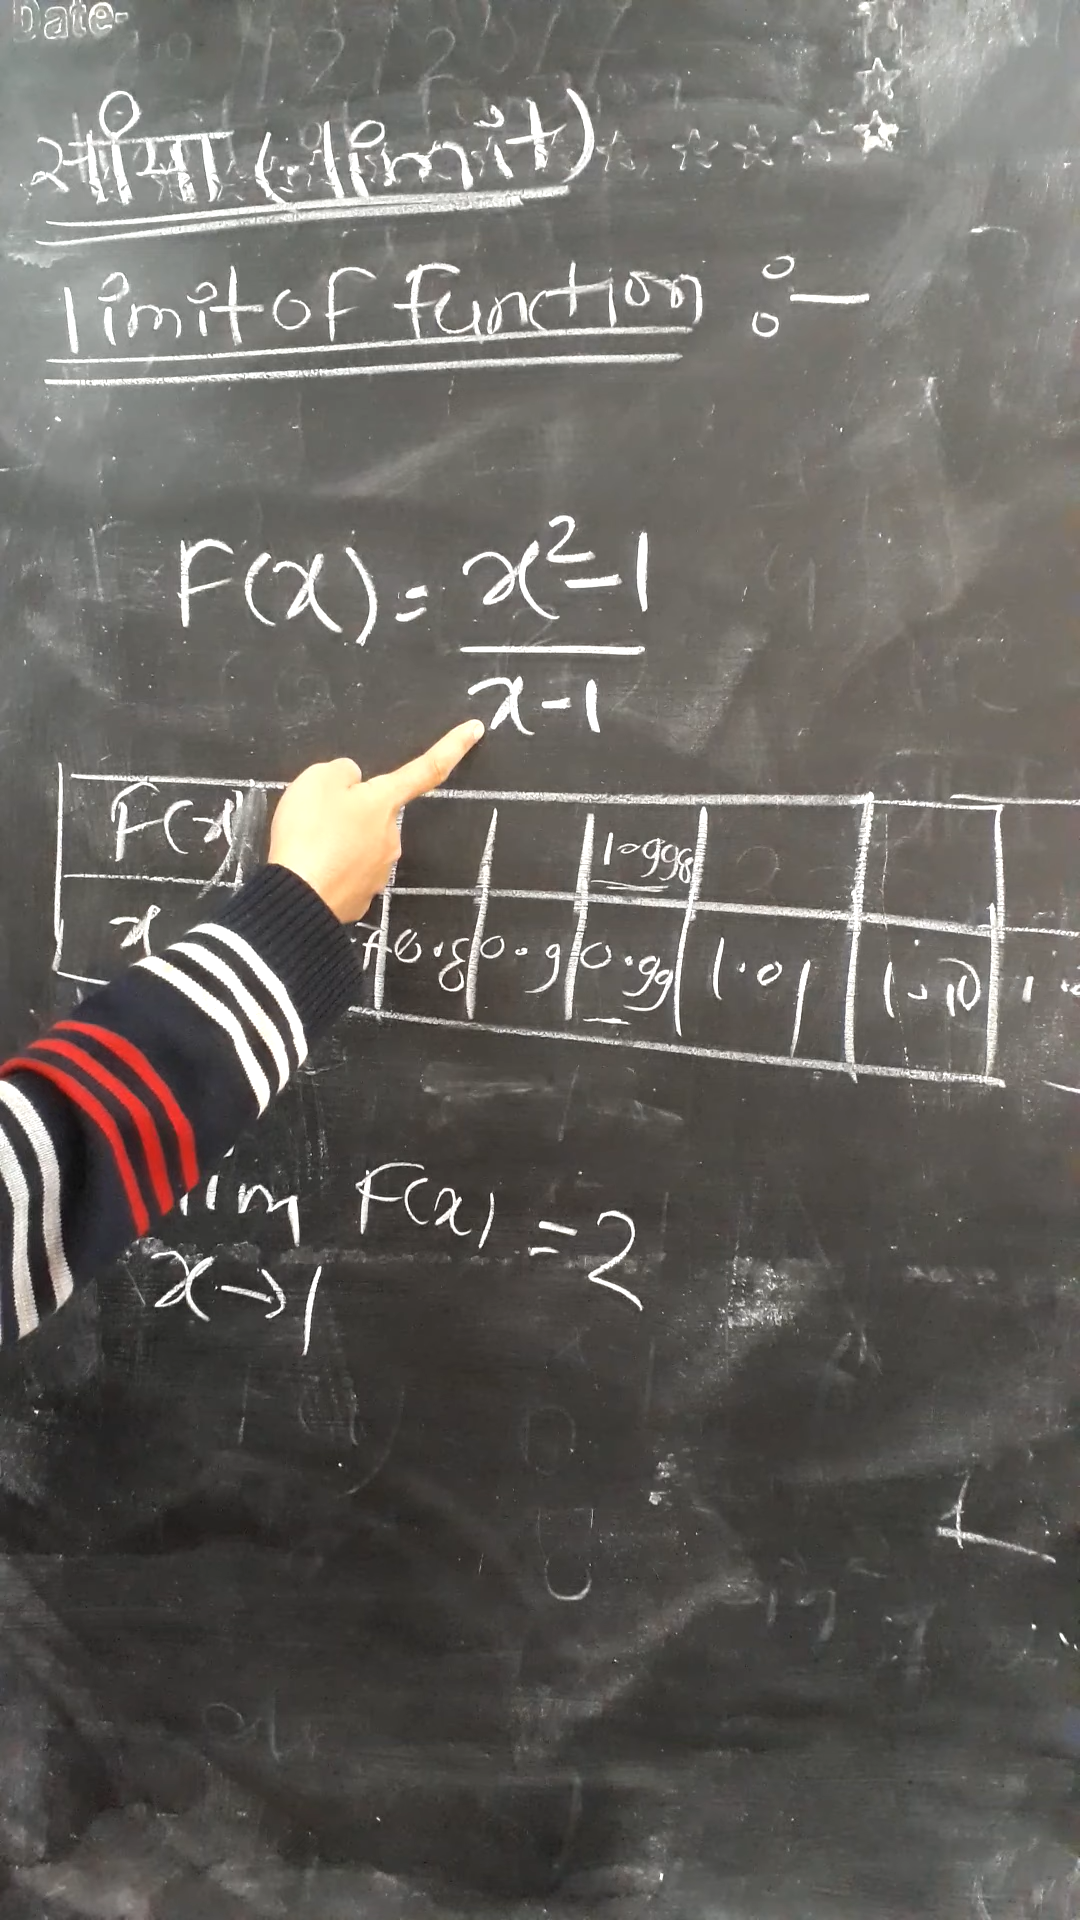 Date-
सीमा (limit)
limit of function :-
F(x) = x²-1
x-1
F(x) 1.998
x 0.8 0.9 0.99 1.01 1.10
lim F(x) = 2
x→1